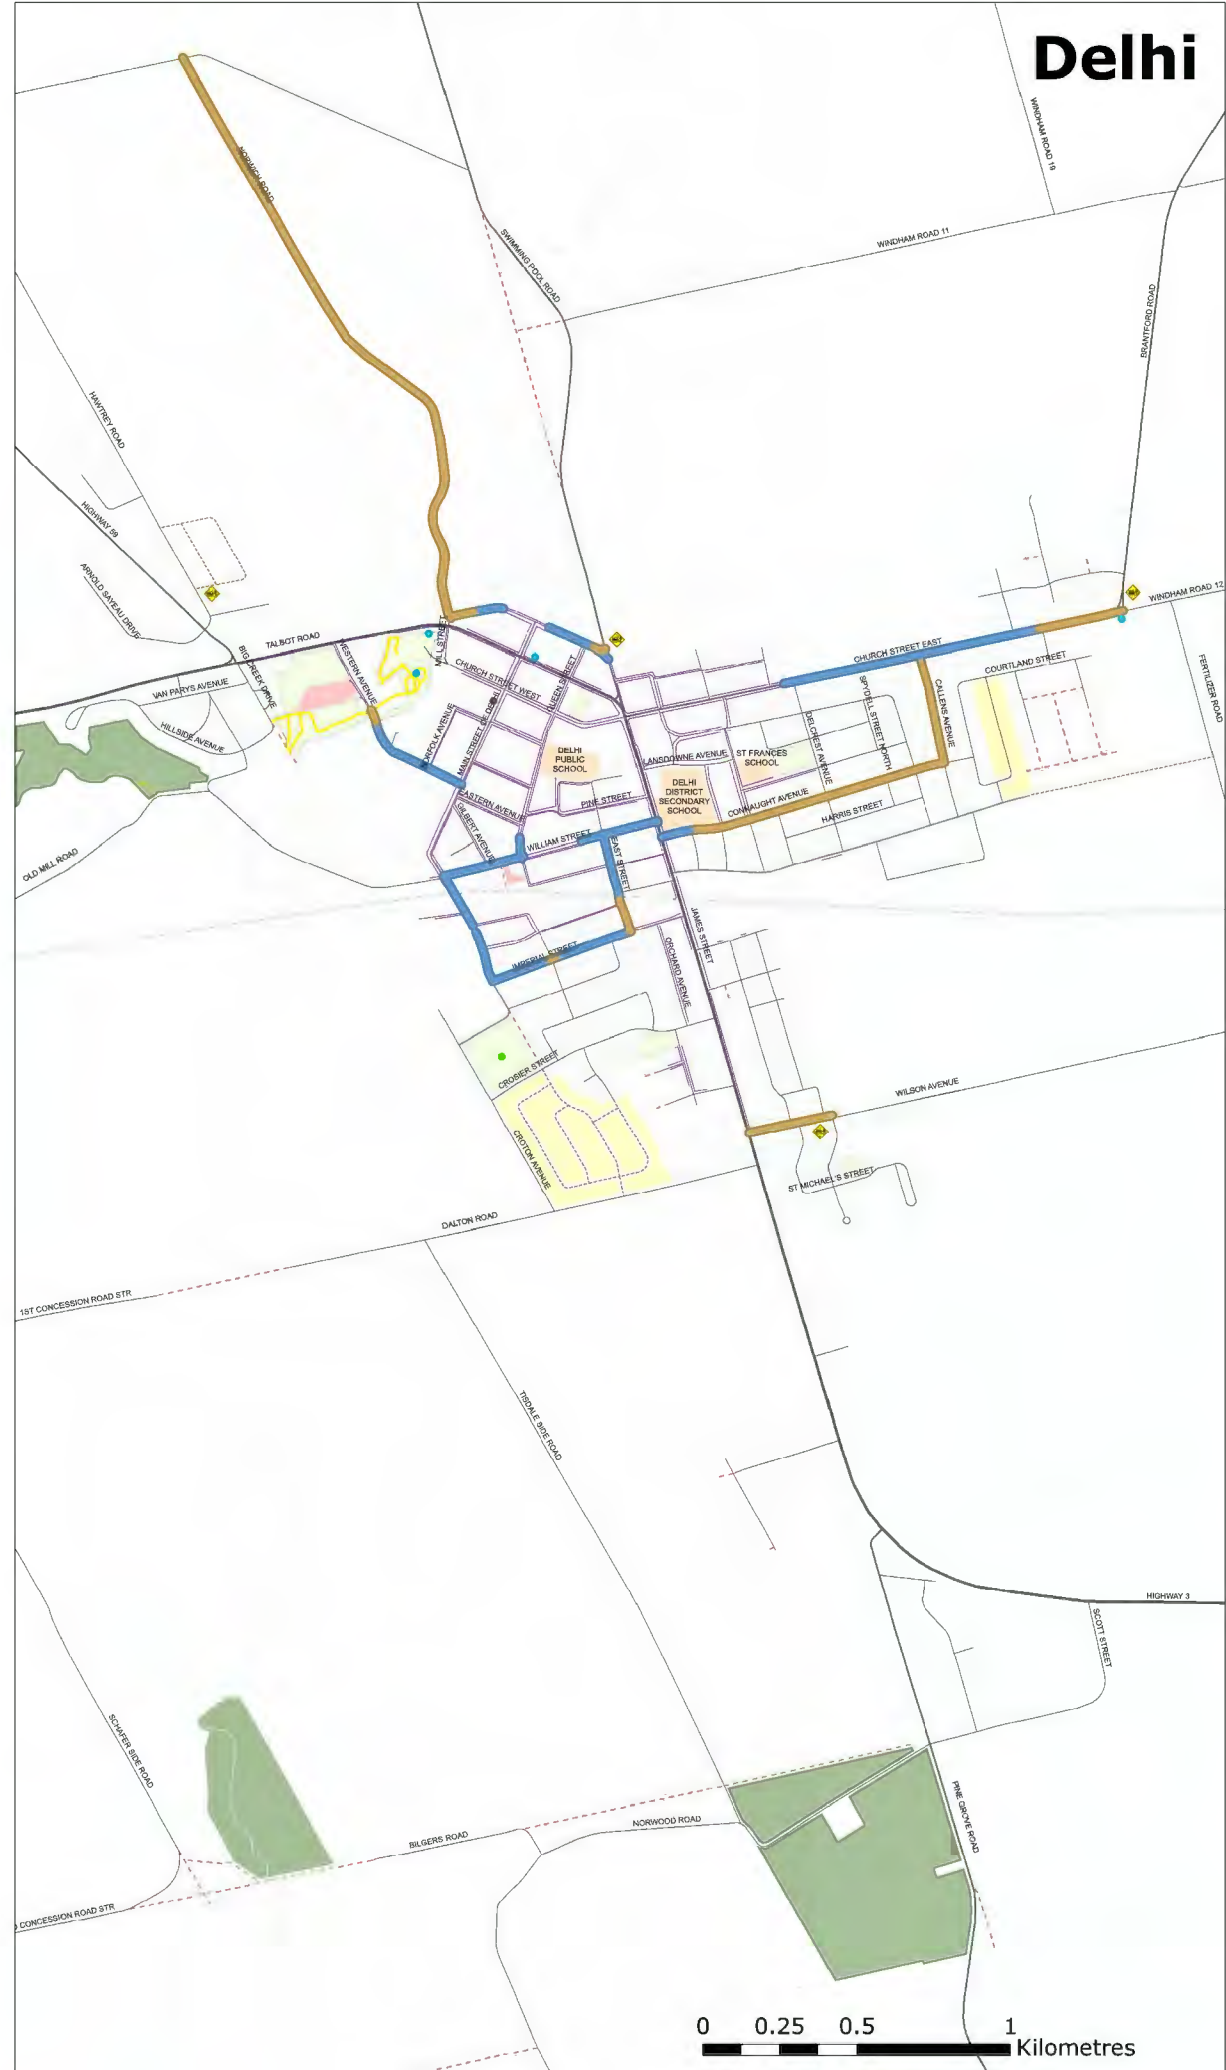 Delhi
WINDHAM ROAD 19
NORWICH ROAD
SWIMMING POOL ROAD
WINDHAM ROAD 11
BRANTFORD ROAD
HAWTREY ROAD
HIGHWAY 59
ARNOLD SAYEAU DRIVE
WINDHAM ROAD 12
TALBOT ROAD
MILL STREET
WESTERN AVENUE
BIG CREEK DRIVE
CHURCH STREET EAST
COURTLAND STREET
FERTILIZER ROAD
CHURCH STREET WEST
QUEEN STREET
VAN PARYS AVENUE
HILLSIDE AVENUE
NORFOLK AVENUE
MAIN STREET OF DELHI
SPYDELL STREET NORTH
CALLENS AVENUE
DELCREST AVENUE
DELHI
PUBLIC
SCHOOL
LANSDOWNE AVENUE
ST FRANCES
SCHOOL
DELHI
DISTRICT
SECONDARY
SCHOOL
EASTERN AVENUE
PINE STREET
CONNAUGHT AVENUE
HARRIS STREET
GILBERT AVENUE
WILLIAM STREET
EAST STREET
OLD MILL ROAD
JAMES STREET
IMPERIAL STREET
ORCHARD AVENUE
CROSIER STREET
WILSON AVENUE
CROTON AVENUE
ST MICHAEL'S STREET
DALTON ROAD
1ST CONCESSION ROAD STR
TISDALE SIDE ROAD
HIGHWAY 3
SCOTT STREET
SCHAFER SIDE ROAD
PINE GROVE ROAD
NORWOOD ROAD
BILGERS ROAD
CONCESSION ROAD STR
0 0.25 0.5 1
Kilometres